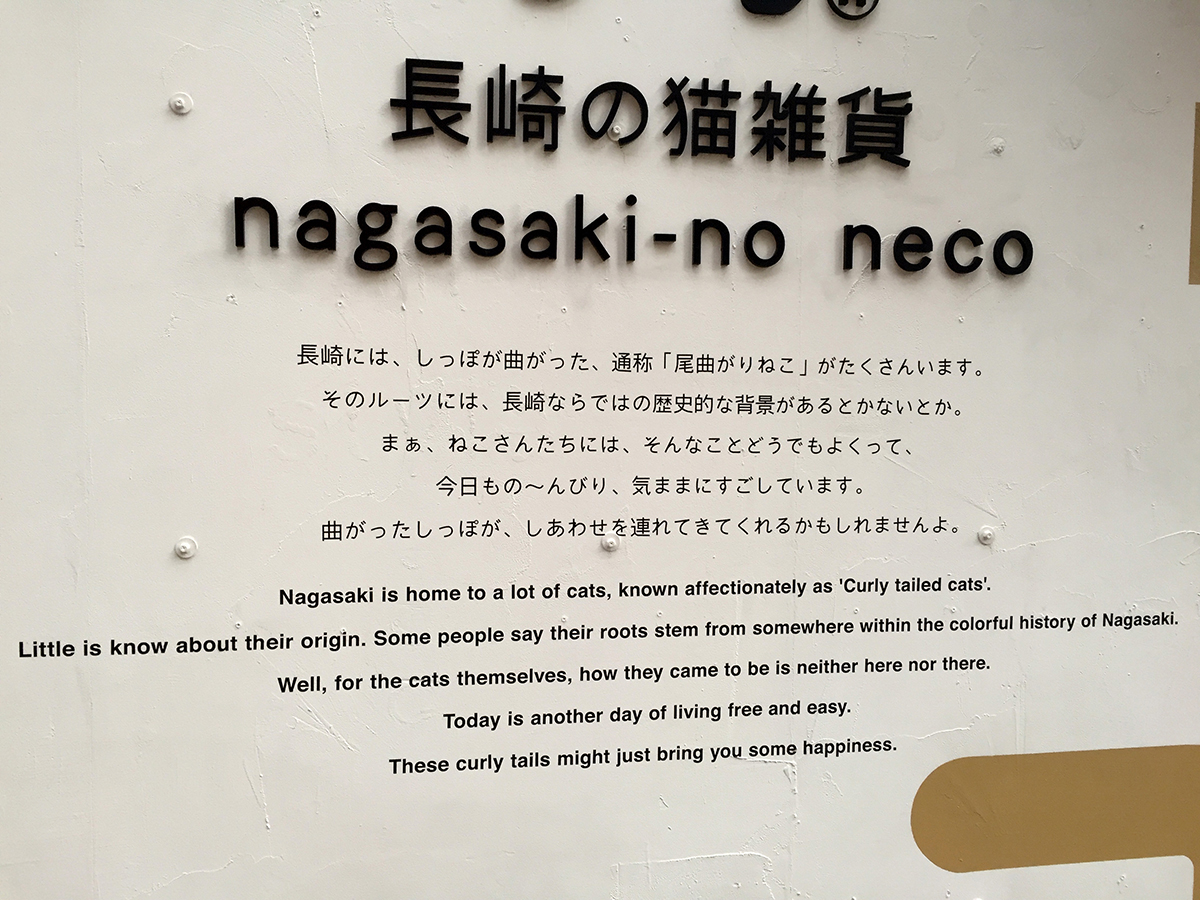 長崎の猫雑貨
nagasaki-no neco
長崎には、しっぽが曲がった、通称「尾曲がりねこ」がたくさんいます。
そのルーツには、長崎ならではの歴史的な背景があるとかないとか。
まぁ、ねこさんたちには、そんなことどうでもよくって、
今日もの〜んびり、気ままにすごしています。
曲がったしっぽが、しあわせを連れてきてくれるかもしれませんよ。
Nagasaki is home to a lot of cats, known affectionately as 'Curly tailed cats'.
Little is know about their origin. Some people say their roots stem from somewhere within the colorful history of Nagasaki.
Well, for the cats themselves, how they came to be is neither here nor there.
Today is another day of living free and easy.
These curly tails might just bring you some happiness.